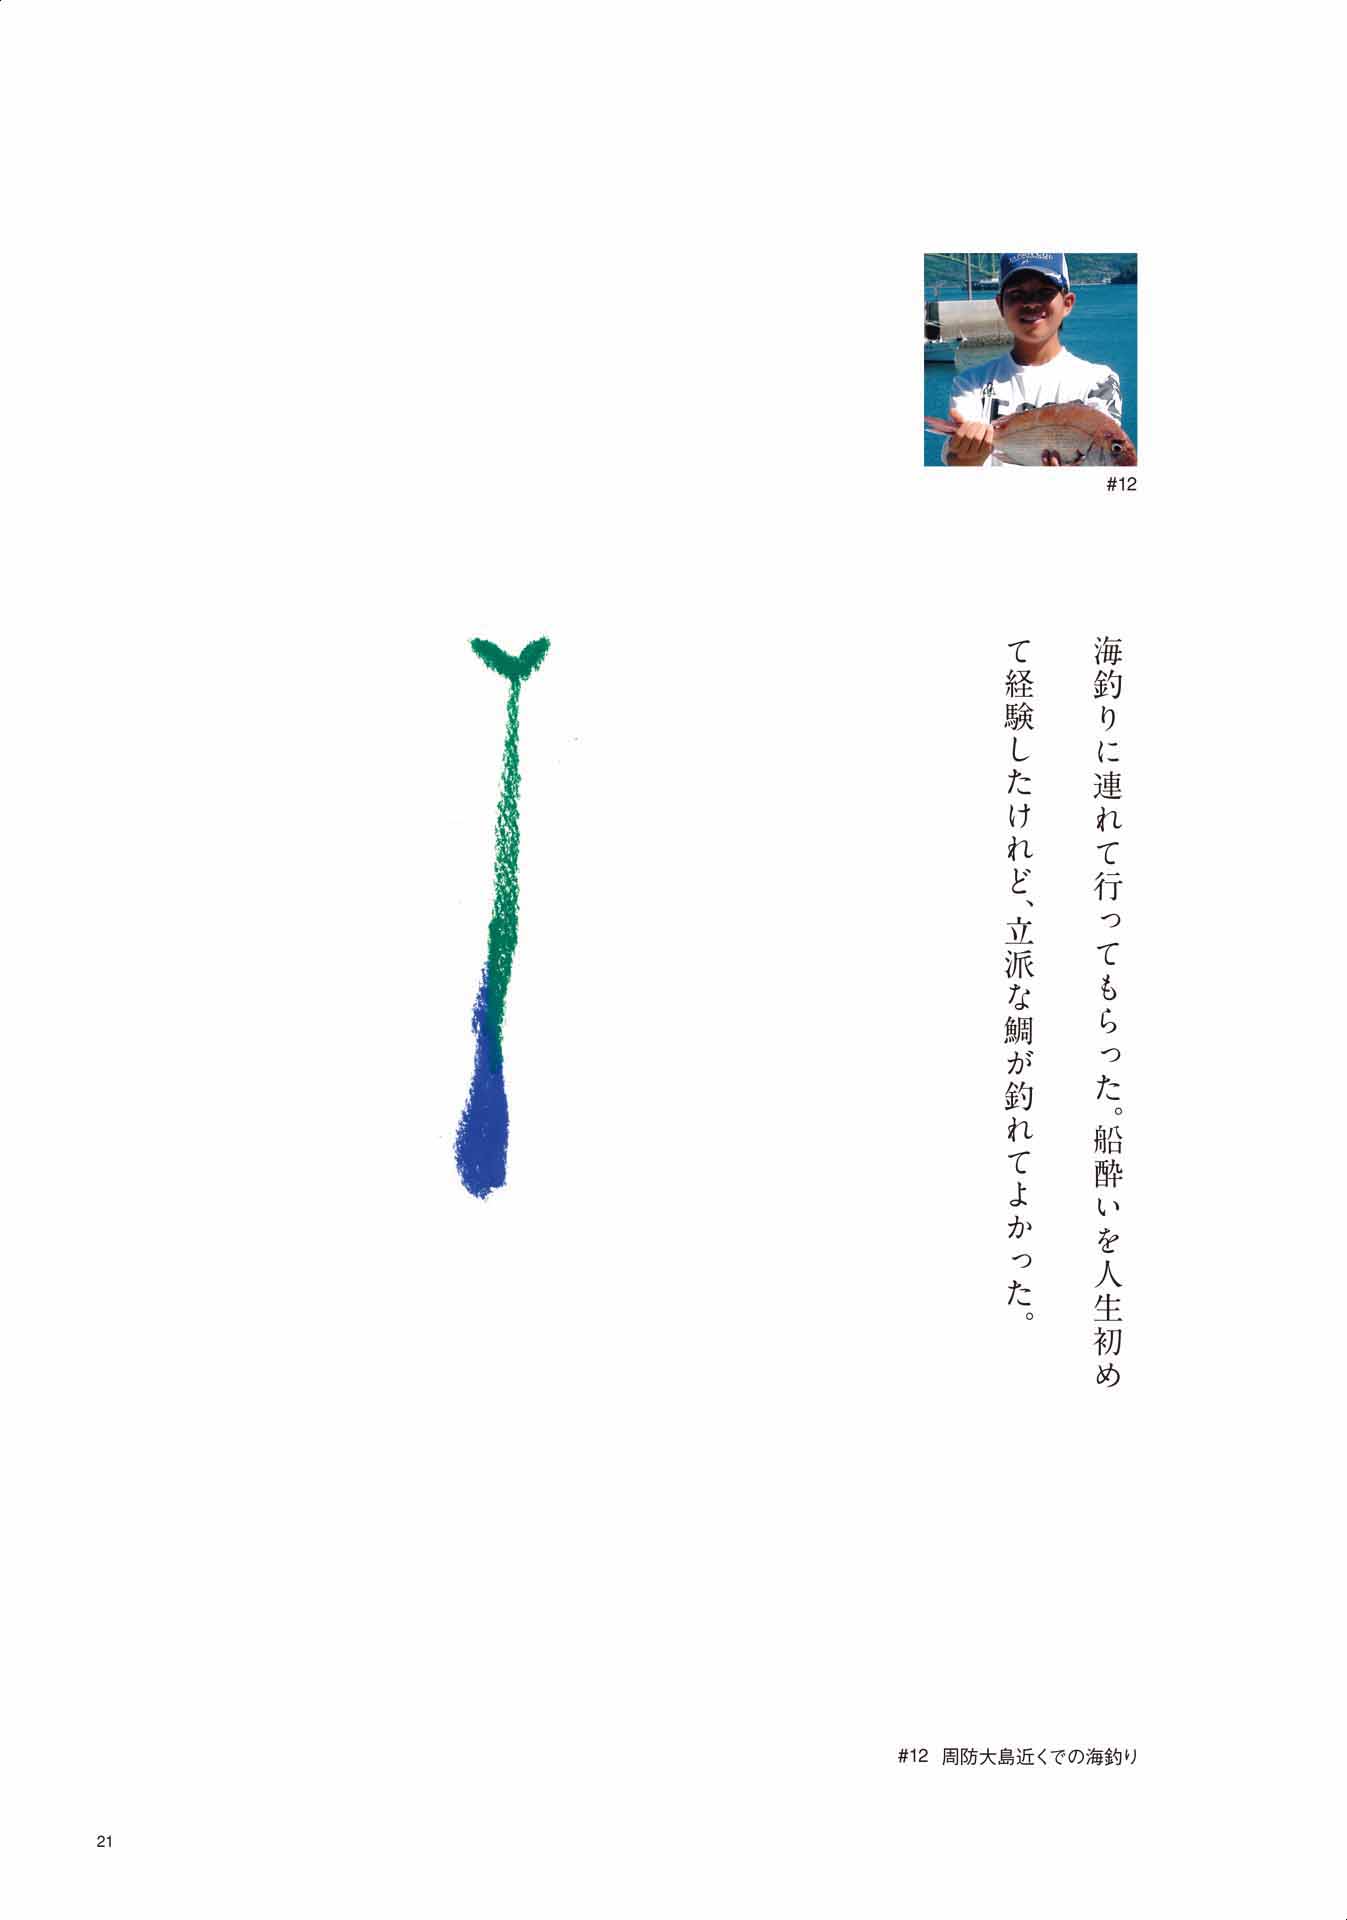 #12
海釣りに連れて行ってもらった。船酔いを人生初め
て経験したけれど、立派な鯛が釣れてよかった。
#12 周防大島近くでの海釣り
21